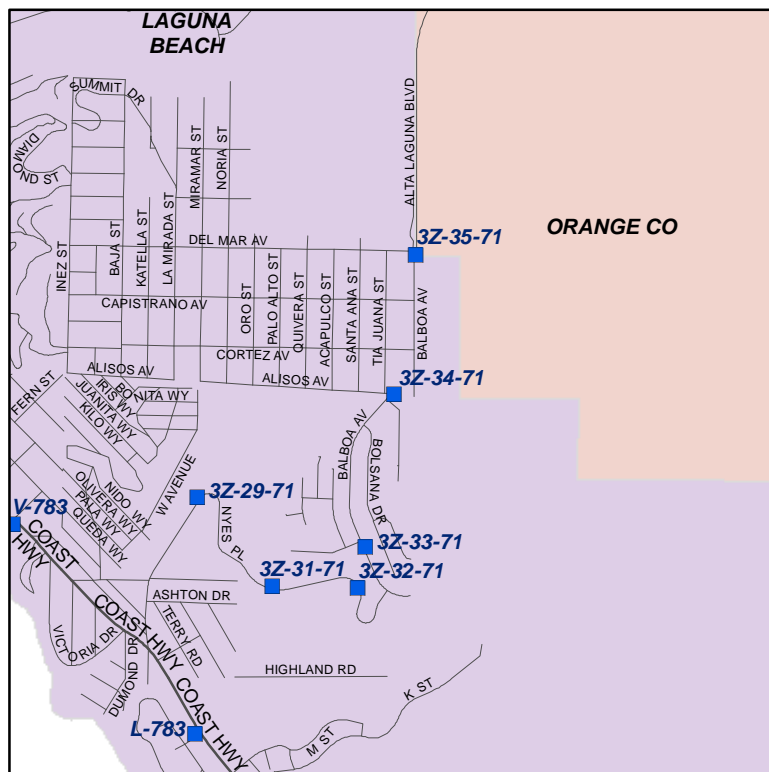 LAGUNA
BEACH
SUMMIT DR
DIAMOND ST
ALTA LAGUNA BLVD
MIRAMAR ST
NORIA ST
ORANGE CO
3Z-35-71
DEL MAR AV
INEZ ST
BAJA ST
KATELLA ST
LA MIRADA ST
ORO ST
PALO ALTO ST
QUIVERA ST
ACAPULCO ST
SANTA ANA ST
TIA JUANA ST
BALBOA AV
CAPISTRANO AV
CORTEZ AV
ALISOS AV
ALISOS AV
3Z-34-71
FERN ST
BONITA WY
IRIS WY
JUANITA WY
KILO WY
BALBOA AV
BOLSANA DR
W AVENUE
NIDO WY
OLIVERA WY
PALA WY
QUEDA WY
3Z-29-71
V-783
COAST HWY
NYES PL
3Z-33-71
3Z-31-71
3Z-32-71
ASHTON DR
COAST HWY
TERRY RD
VICTORIA DR
DUMOND DR
HIGHLAND RD
COAST HWY
K ST
M ST
L-783